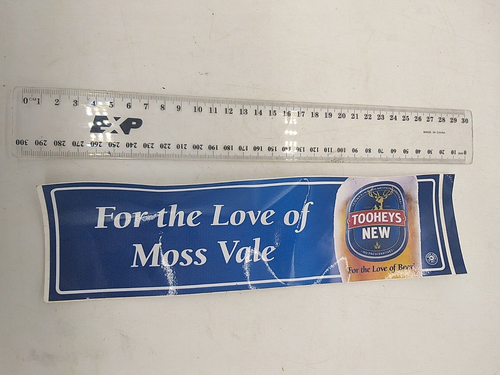 0 1 2 3 4 5 6 7 8 9 10 11 12 13 14 15 16 17 18 19 20 21 22 23 24 25 26 27 28 29 30
EXP
MADE IN CHINA
300 290 280 270 260 250 240 230 220 210 200 190 180 170 160 150 140 130 120 110 100 90 80 70 60 50 40 30 20 10 0
For the Love of
Moss Vale
TOOHEYS
NEW
For the Love of Beer